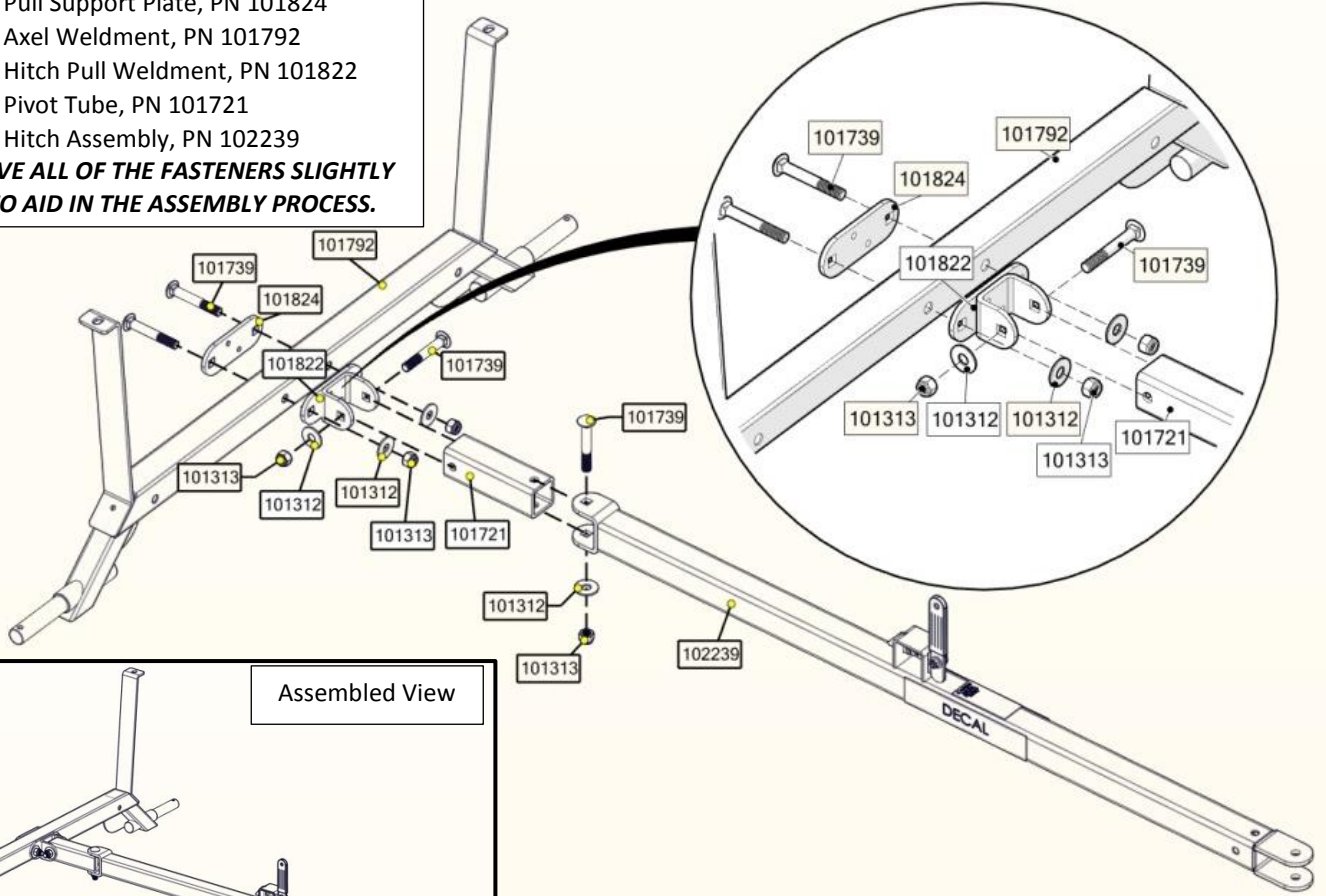 Pull Support Plate, PN 101824
Axel Weldment, PN 101792
Hitch Pull Weldment, PN 101822
Pivot Tube, PN 101721
Hitch Assembly, PN 102239
VE ALL OF THE FASTENERS SLIGHTLY
O AID IN THE ASSEMBLY PROCESS.
101792
101739
101824
101822
101739
101739
101313
101312
101312
101313
101721
101312
101313
102239
DECAL
101739
101792
101824
101822
101739
101313
101312
101312
101313
101721
Assembled View